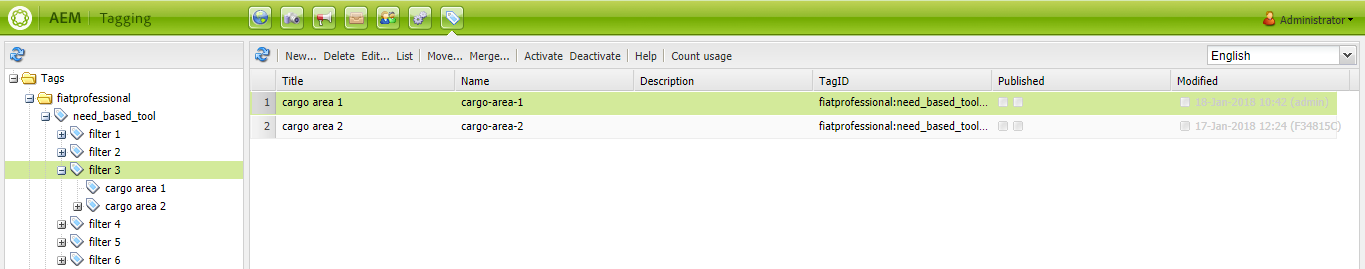 AEM Tagging Administrator
New... Delete Edit... List Move... Merge... Activate Deactivate Help Count usage English
Tags
fiatprofessional
need_based_tool
filter 1
filter 2
filter 3
cargo area 1
cargo area 2
filter 4
filter 5
filter 6
Title Name Description TagID Published Modified
1 cargo area 1 cargo-area-1 fiatprofessional:need_based_tool... 18-Jan-2018 10:42 (admin)
2 cargo area 2 cargo-area-2 fiatprofessional:need_based_tool... 17-Jan-2018 12:24 (F34815C)